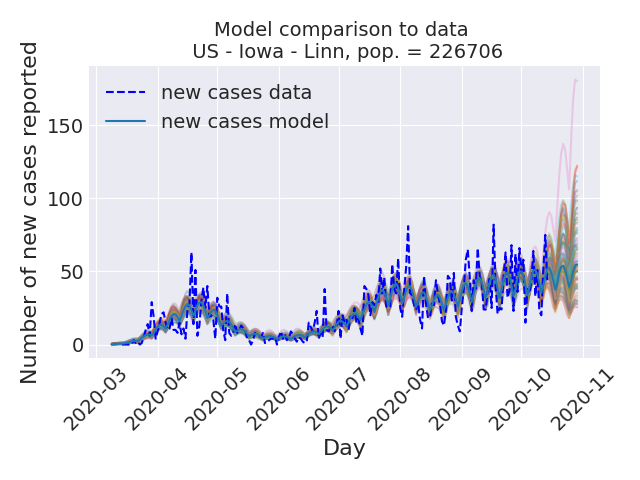 Model comparison to data
US - Iowa - Linn, pop. = 226706
Number of new cases reported
new cases data
new cases model
150
100
50
0
2020-03
2020-04
2020-05
2020-06
2020-07
2020-08
2020-09
2020-10
2020-11
Day